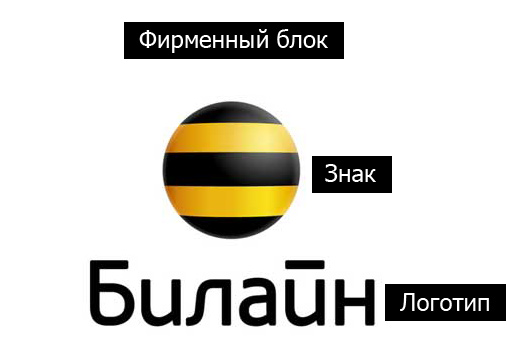 Фирменный блок
Знак
Билайн
Логотип